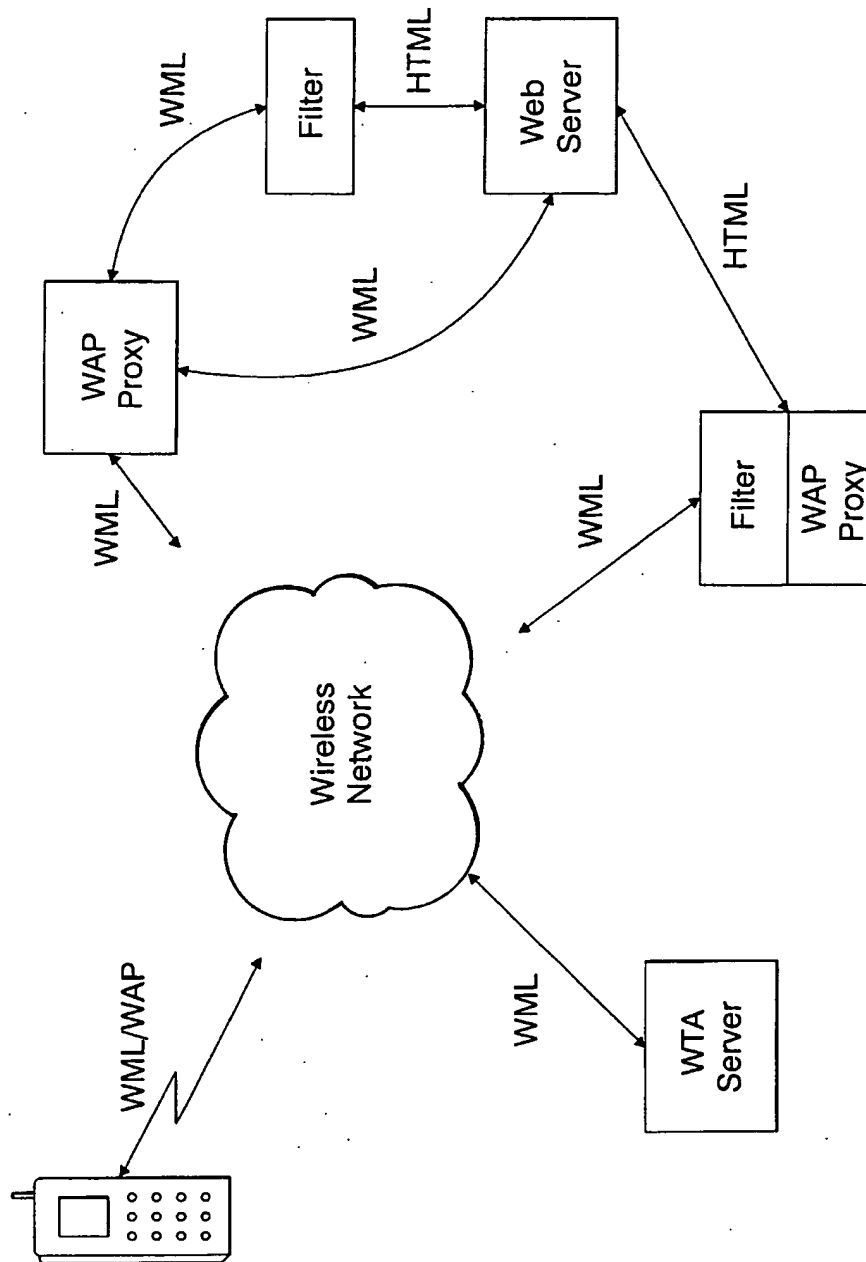 WML/WAP
Wireless
Network
WML
WTA
Server
WML
WAP
Proxy
WML
Filter
WML
HTML
Web
Server
WML
Filter
WAP
Proxy
HTML